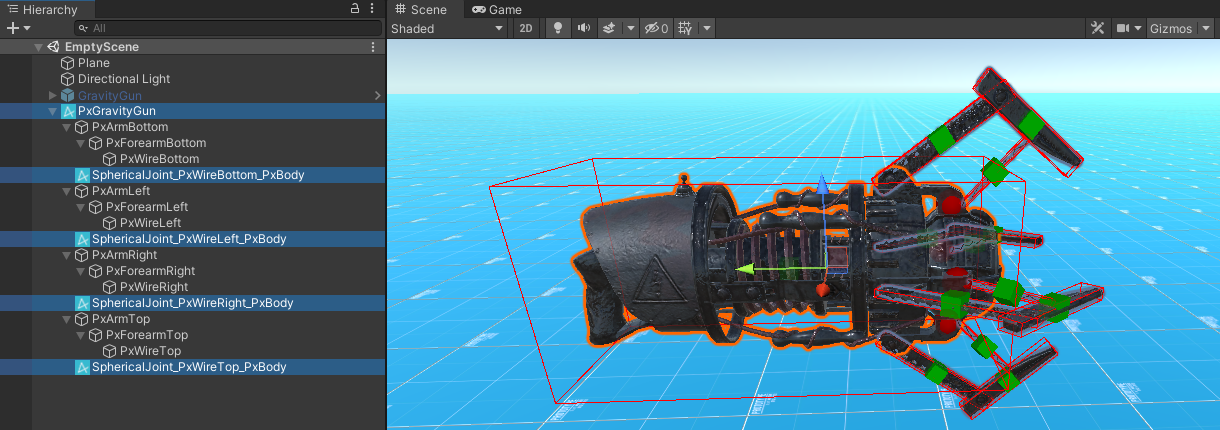 Hierarchy
All
EmptyScene
Plane
Directional Light
GravityGun
PxGravityGun
PxArmBottom
PxForearmBottom
PxWireBottom
SphericalJoint_PxWireBottom_PxBody
PxArmLeft
PxForearmLeft
PxWireLeft
SphericalJoint_PxWireLeft_PxBody
PxArmRight
PxForearmRight
PxWireRight
SphericalJoint_PxWireRight_PxBody
PxArmTop
PxForearmTop
PxWireTop
SphericalJoint_PxWireTop_PxBody
Scene Game
Shaded 2D 0 Gizmos